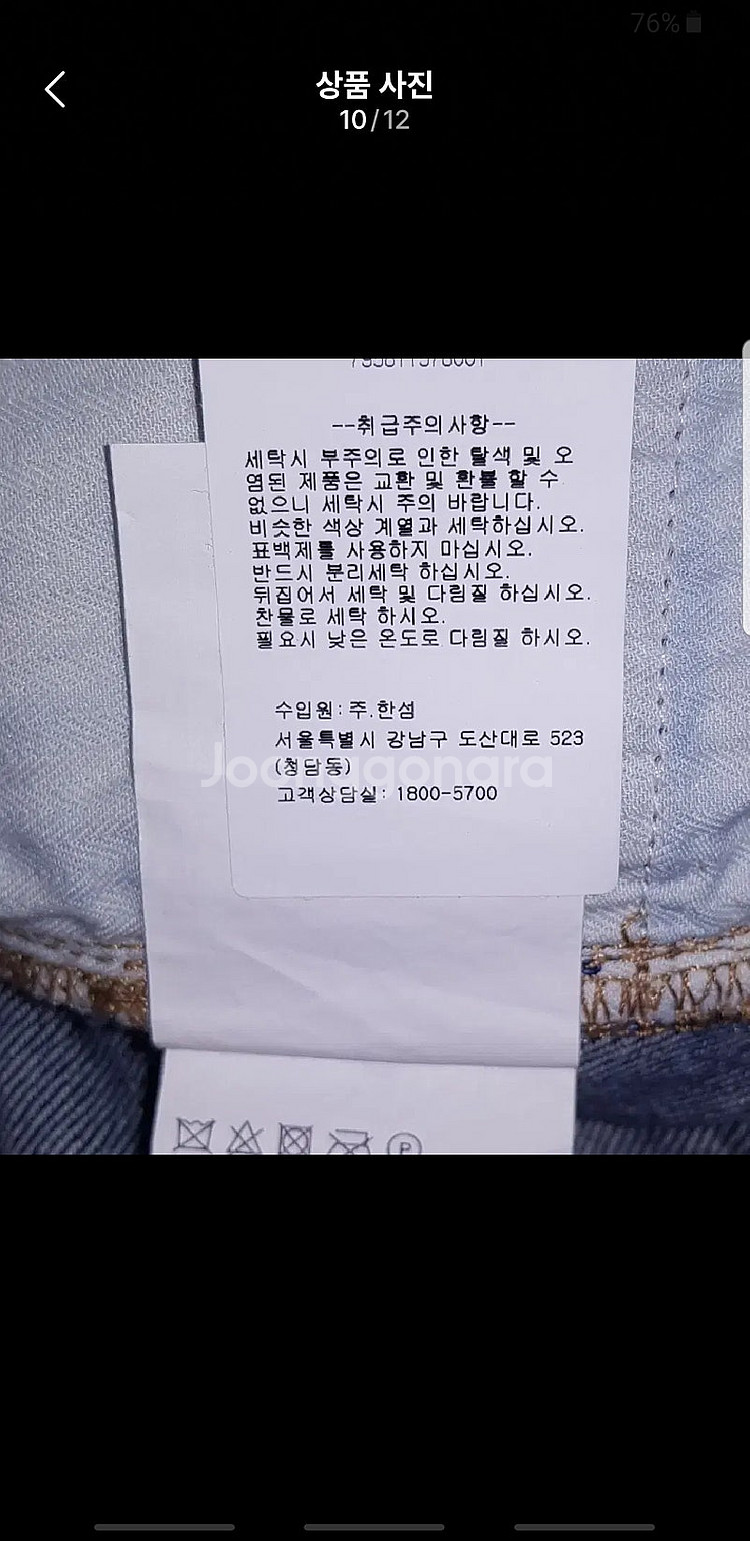 76%
상품 사진
10/12
--취급주의사항--
세탁시 부주의로 인한 탈색 및 오
염된 제품은 교환 및 환불 할 수
없으니 세탁시 주의 바랍니다.
비슷한 색상 계열과 세탁하십시오.
표백제를 사용하지 마십시오.
반드시 분리세탁 하십시오.
뒤집어서 세탁 및 다림질 하십시오.
찬물로 세탁 하시오.
필요시 낮은 온도로 다림질 하시오.
수입원:주.한섬
서울특별시 강남구 도산대로 523
(청담동)
Joonggonara
고객상담실: 1800-5700
P